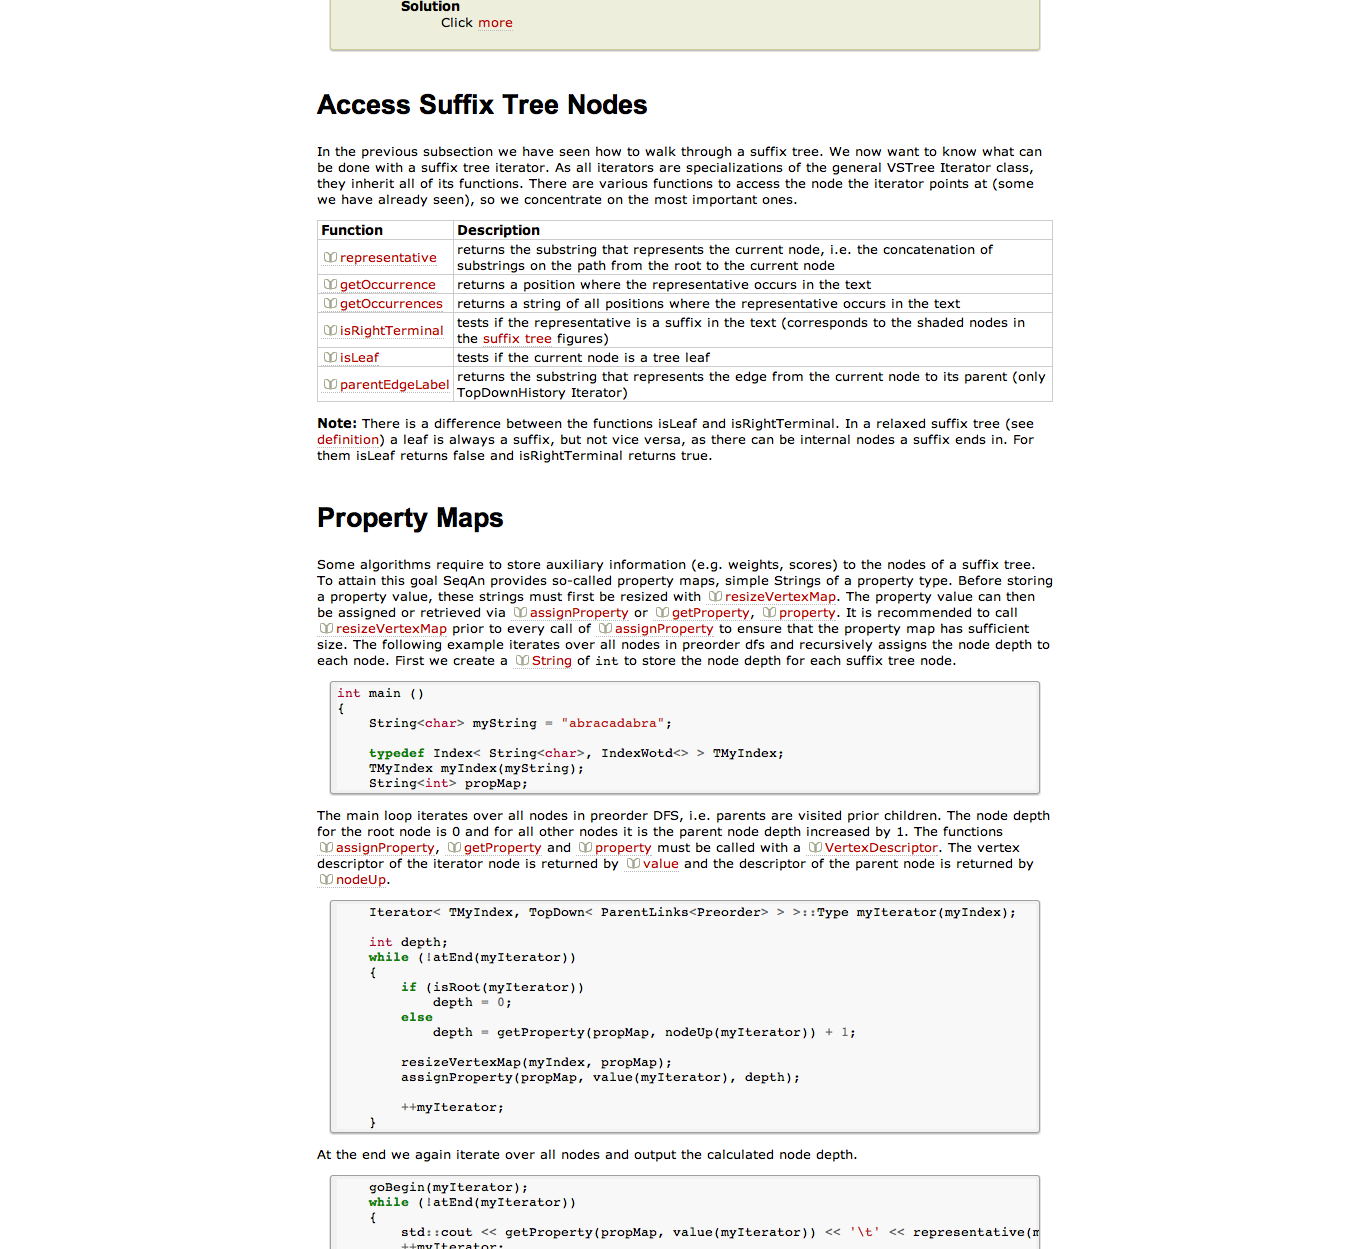 Solution
Click more
Access Suffix Tree Nodes
In the previous subsection we have seen how to walk through a suffix tree. We now want to know what can
be done with a suffix tree iterator. As all iterators are specializations of the general VSTree Iterator class,
they inherit all of its functions. There are various functions to access the node the iterator points at (some
we have already seen), so we concentrate on the most important ones.
Function Description
representative returns the substring that represents the current node, i.e. the concatenation of
substrings on the path from the root to the current node
getOccurrence returns a position where the representative occurs in the text
getOccurrences returns a string of all positions where the representative occurs in the text
isRightTerminal tests if the representative is a suffix in the text (corresponds to the shaded nodes in
the suffix tree figures)
isLeaf tests if the current node is a tree leaf
parentEdgeLabel returns the substring that represents the edge from the current node to its parent (only
TopDownHistory Iterator)
Note: There is a difference between the functions isLeaf and isRightTerminal. In a relaxed suffix tree (see
definition) a leaf is always a suffix, but not vice versa, as there can be internal nodes a suffix ends in. For
them isLeaf returns false and isRightTerminal returns true.
Property Maps
Some algorithms require to store auxiliary information (e.g. weights, scores) to the nodes of a suffix tree.
To attain this goal SeqAn provides so-called property maps, simple Strings of a property type. Before storing
a property value, these strings must first be resized with resizeVertexMap. The property value can then
be assigned or retrieved via assignProperty or getProperty, property. It is recommended to call
resizeVertexMap prior to every call of assignProperty to ensure that the property map has sufficient
size. The following example iterates over all nodes in preorder dfs and recursively assigns the node depth to
each node. First we create a String of int to store the node depth for each suffix tree node.
int main ()
{
String<char> myString = "abracadabra";
typedef Index< String<char>, IndexWotd<> > TMyIndex;
TMyIndex myIndex(myString);
String<int> propMap;
The main loop iterates over all nodes in preorder DFS, i.e. parents are visited prior children. The node depth
for the root node is 0 and for all other nodes it is the parent node depth increased by 1. The functions
assignProperty, getProperty and property must be called with a VertexDescriptor. The vertex
descriptor of the iterator node is returned by value and the descriptor of the parent node is returned by
nodeUp.
Iterator< TMyIndex, TopDown< ParentLinks<Preorder> > >::Type myIterator(myIndex);
int depth;
while (!atEnd(myIterator))
{
if (isRoot(myIterator))
depth = 0;
else
depth = getProperty(propMap, nodeUp(myIterator)) + 1;
resizeVertexMap(myIndex, propMap);
assignProperty(propMap, value(myIterator), depth);
++myIterator;
}
At the end we again iterate over all nodes and output the calculated node depth.
goBegin(myIterator);
while (!atEnd(myIterator))
{
std::cout << getProperty(propMap, value(myIterator)) << '\t' << representative(m
++myIterator;